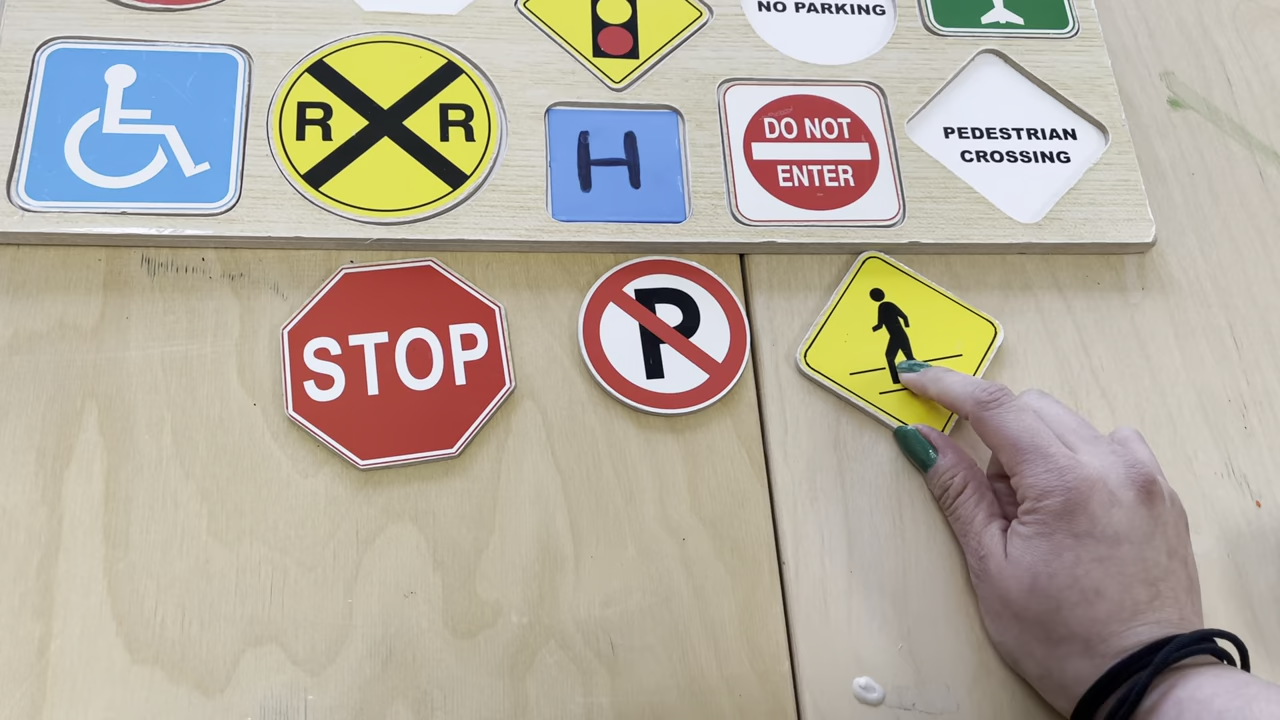 NO PARKING
R R
H
DO NOT
ENTER
PEDESTRIAN
CROSSING
STOP
P